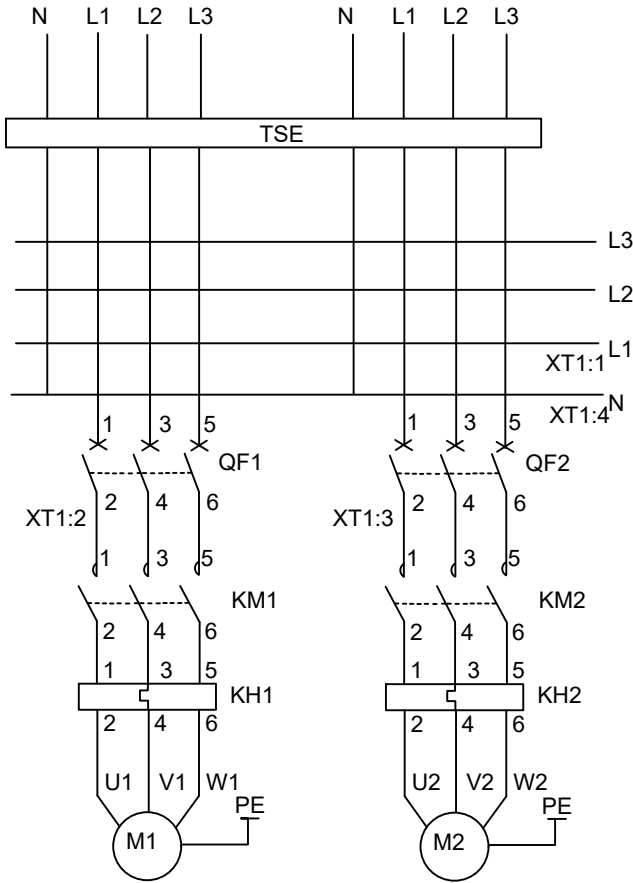 N L1 L2 L3 N L1 L2 L3
TSE
L3
L2
L1
XT1:1
N
XT1:4
1 3 5 1 3 5
QF1 QF2
2 4 6 2 4 6
XT1:2 XT1:3
1 3 5 1 3 5
KM1 KM2
2 4 6 2 4 6
1 3 5 1 3 5
KH1 KH2
2 4 6 2 4 6
U1 V1 W1 U2 V2 W2
PE PE
M1 M2